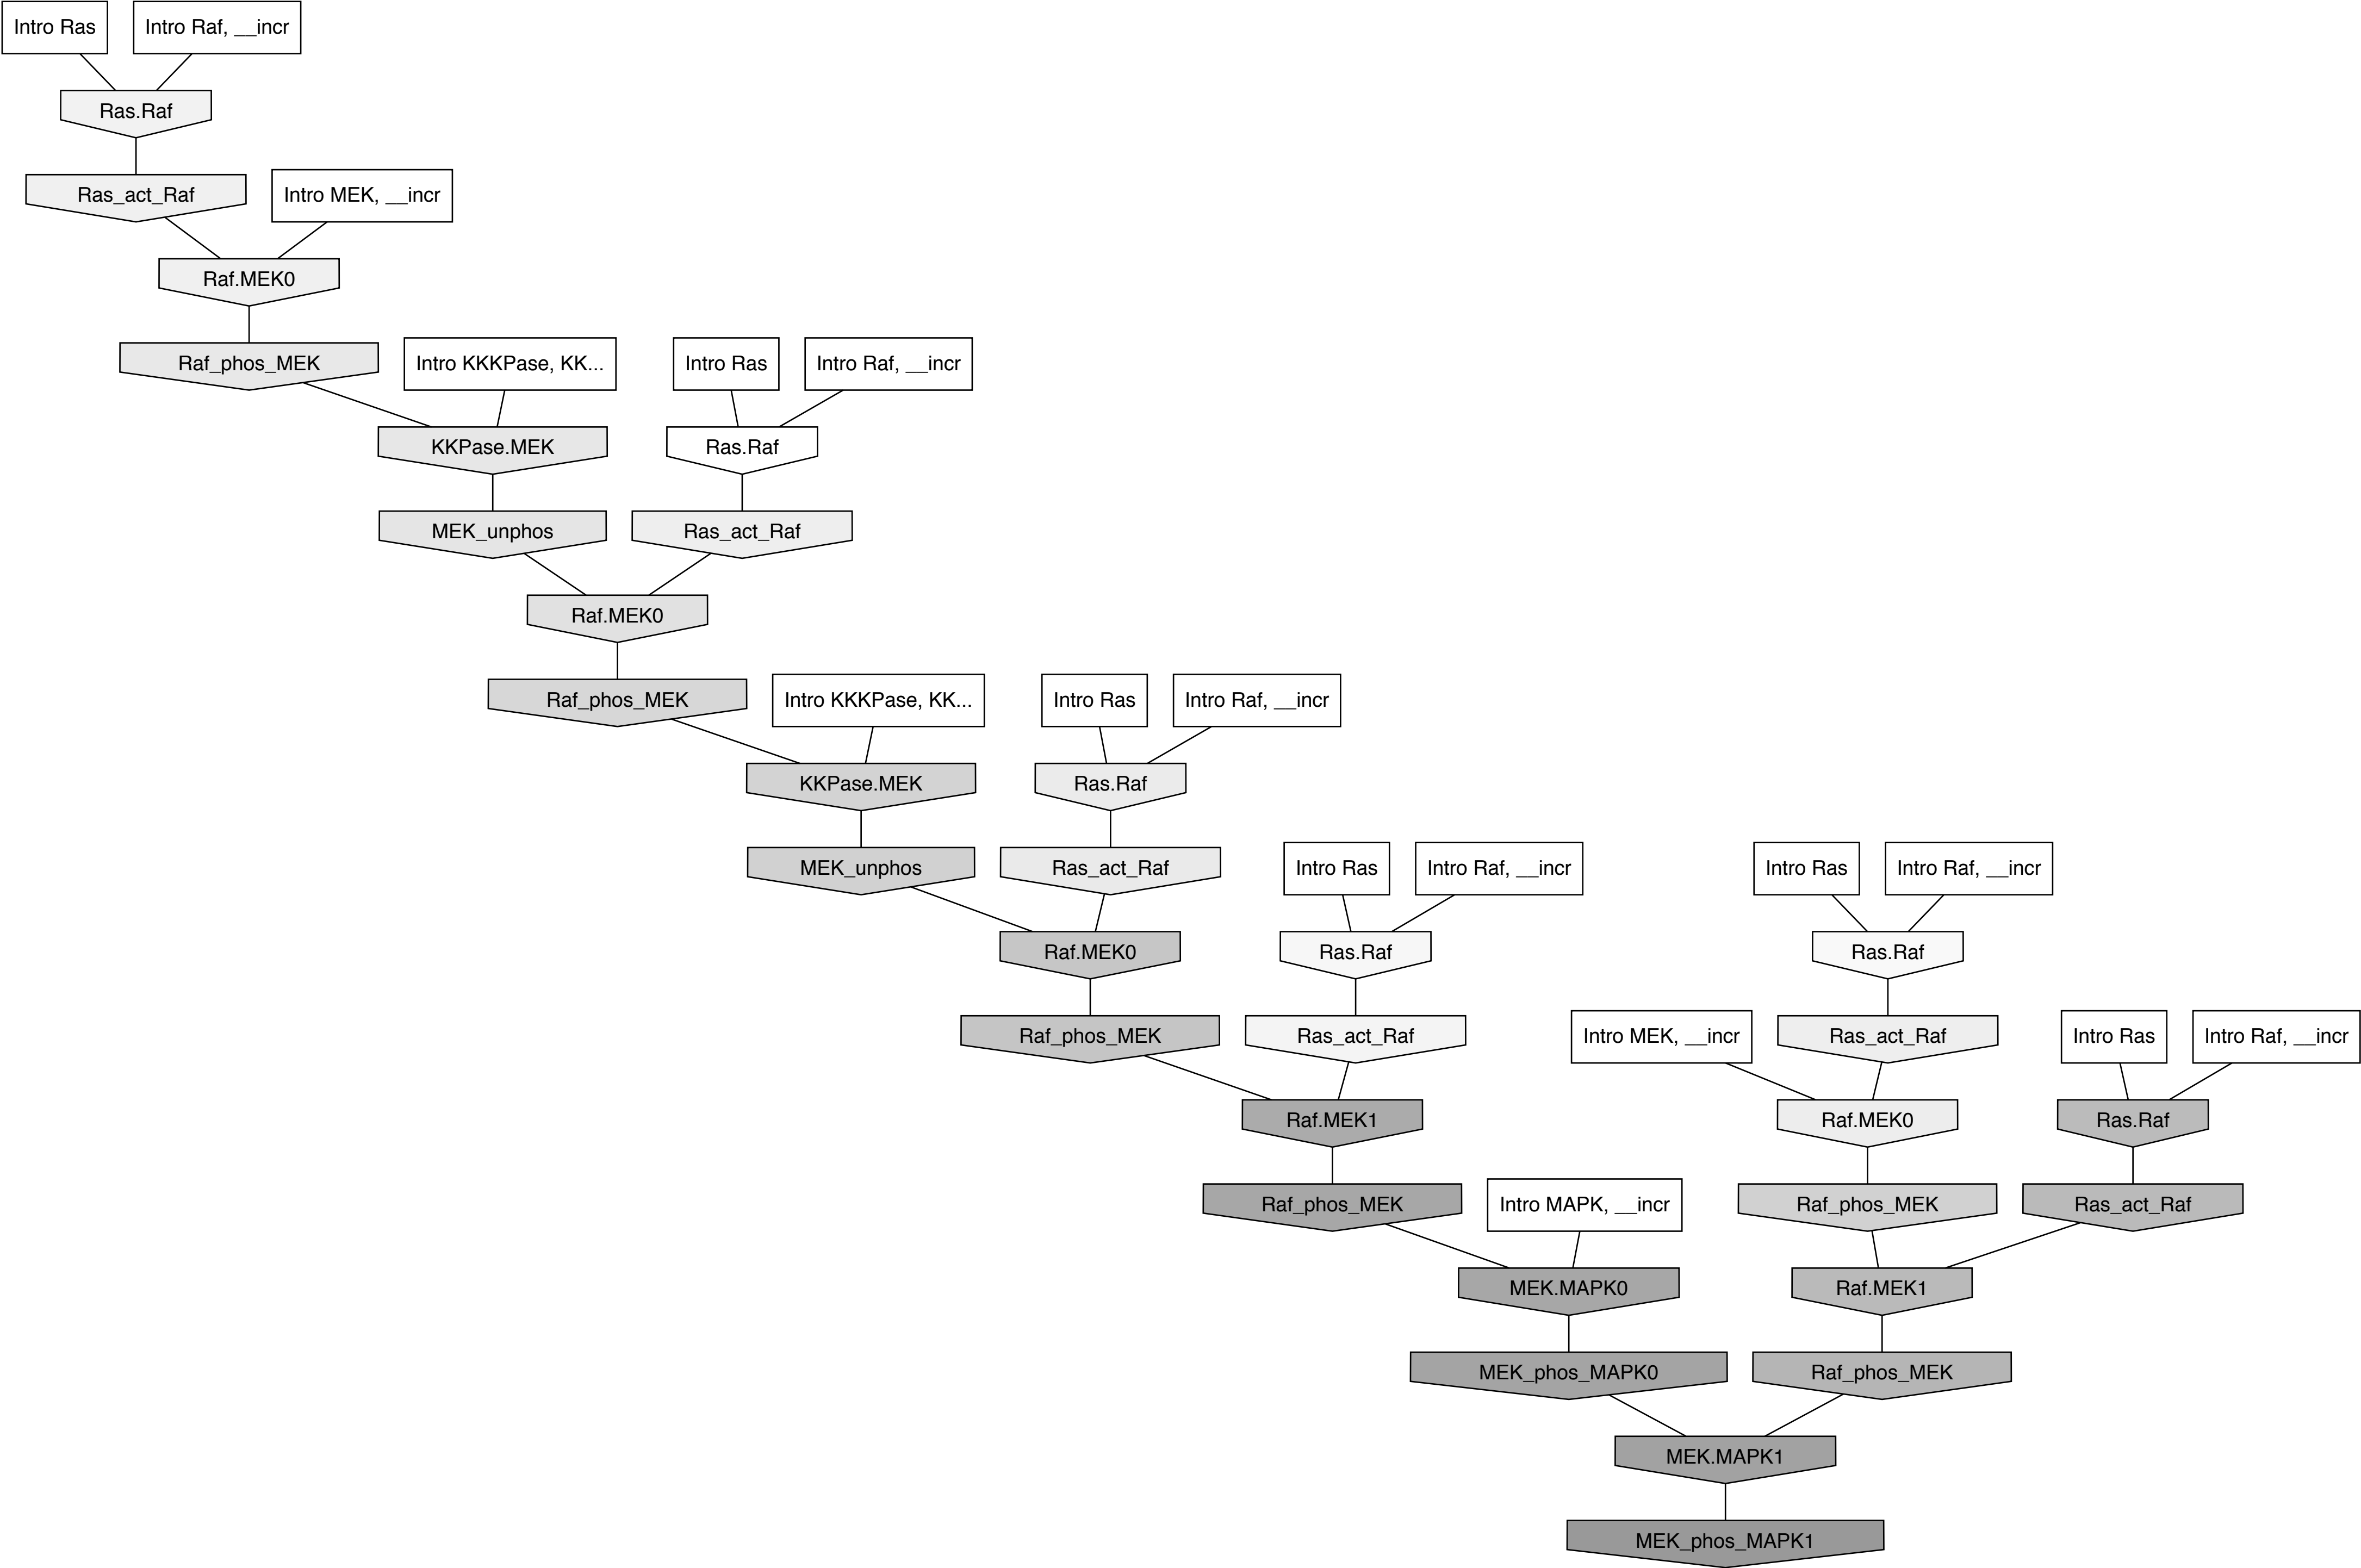 Intro Ras
Intro Raf, __incr
Ras.Raf
Ras_act_Raf
Intro MEK, __incr
Raf.MEK0
Raf_phos_MEK
Intro KKKPase, KK...
Intro Ras
Intro Raf, __incr
KKPase.MEK
Ras.Raf
MEK_unphos
Ras_act_Raf
Raf.MEK0
Raf_phos_MEK
Intro KKKPase, KK...
Intro Ras
Intro Raf, __incr
KKPase.MEK
Ras.Raf
MEK_unphos
Ras_act_Raf
Intro Ras
Intro Raf, __incr
Intro Ras
Intro Raf, __incr
Raf.MEK0
Ras.Raf
Ras.Raf
Raf_phos_MEK
Ras_act_Raf
Intro MEK, __incr
Ras_act_Raf
Intro Ras
Intro Raf, __incr
Raf.MEK1
Raf.MEK0
Ras.Raf
Raf_phos_MEK
Intro MAPK, __incr
Raf_phos_MEK
Ras_act_Raf
MEK.MAPK0
Raf.MEK1
MEK_phos_MAPK0
Raf_phos_MEK
MEK.MAPK1
MEK_phos_MAPK1